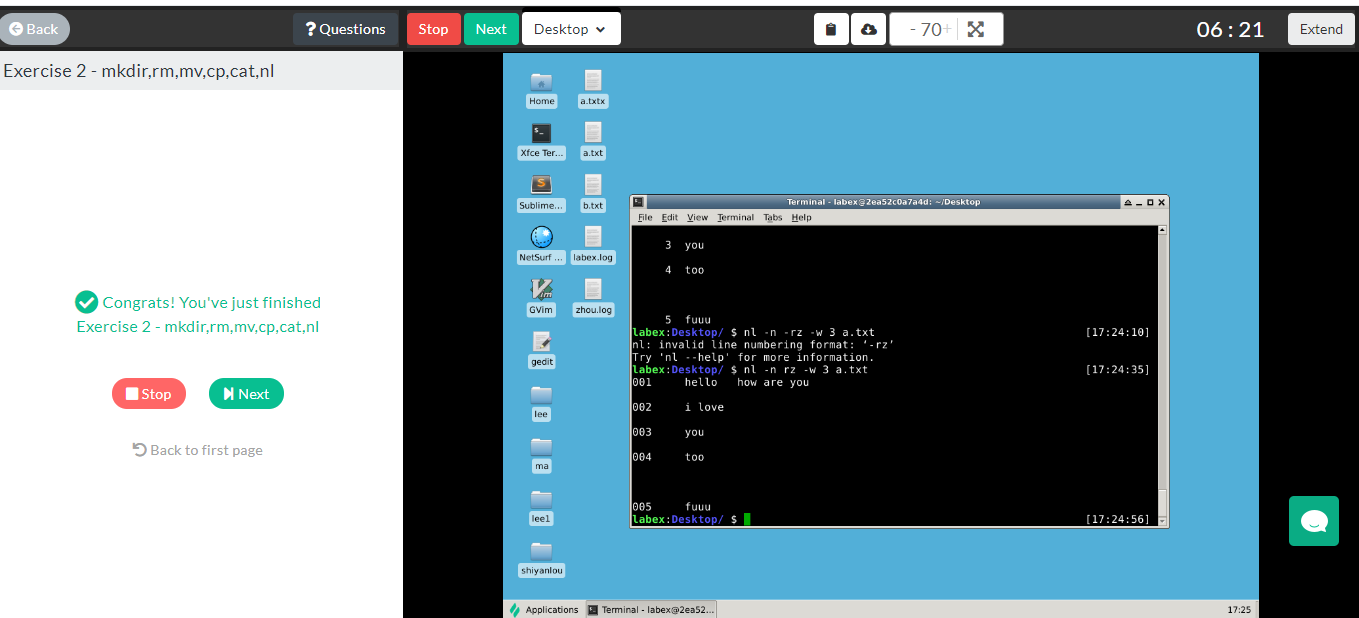 Back
? Questions
Stop
Next
Desktop
- 70+
06 : 21
Extend
Exercise 2 - mkdir,rm,mv,cp,cat,nl
Congrats! You've just finished
Exercise 2 - mkdir,rm,mv,cp,cat,nl
Stop
Next
Back to first page
Home
a.txtx
Xfce Ter...
a.txt
Sublime...
b.txt
NetSurf ...
labex.log
GVim
zhou.log
gedit
lee
ma
lee1
shiyanlou
Terminal - labex@2ea52c0a7a4d: ~/Desktop
File Edit View Terminal Tabs Help
3 you
4 too
5 fuuu
labex:Desktop/ $ nl -n -rz -w 3 a.txt [17:24:10]
nl: invalid line numbering format: ‘-rz’
Try 'nl --help' for more information.
labex:Desktop/ $ nl -n rz -w 3 a.txt [17:24:35]
001 hello how are you
002 i love
003 you
004 too
005 fuuu
labex:Desktop/ $ [17:24:56]
Applications
Terminal - labex@2ea52...
17:25